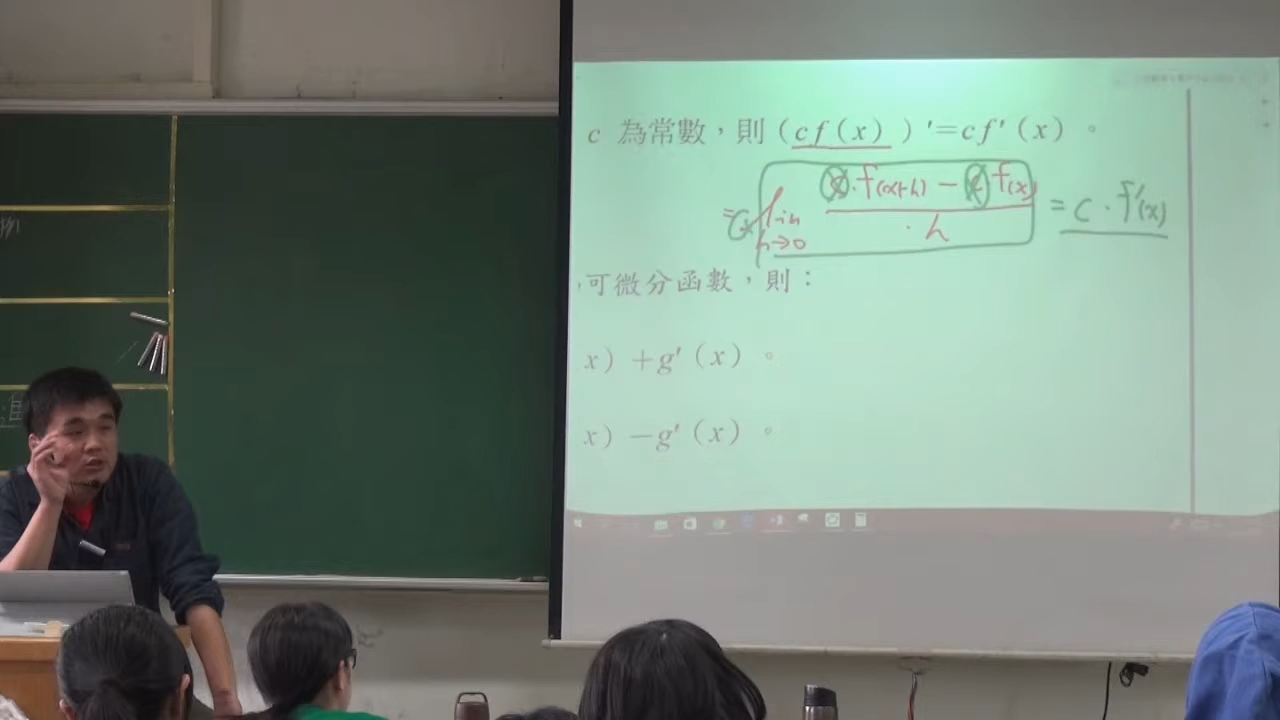 c 為常數，則（cf（x））′=cf′（x）。
= c lim h→0 c·f(x+h) − c f(x) / h = c·f′(x)
可微分函數，則：
x）+g′（x）。
x）−g′（x）。